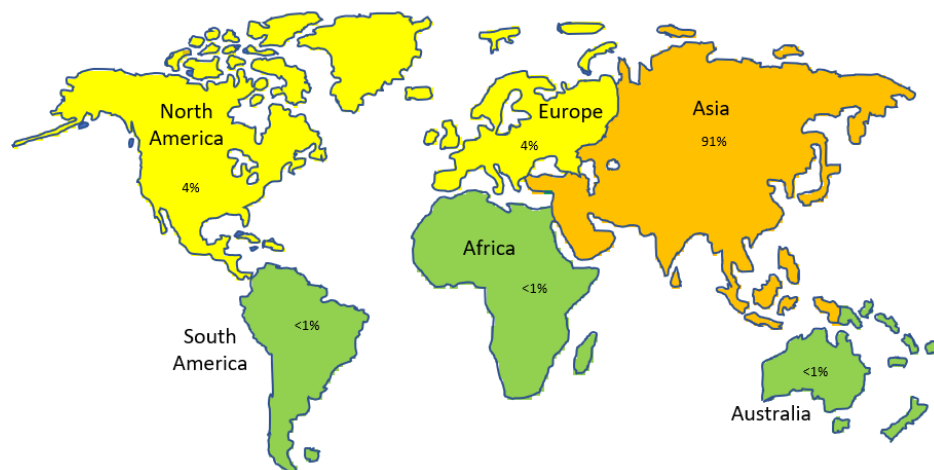 North
America
4%
Europe
4%
Asia
91%
Africa
<1%
South
America
<1%
<1%
Australia